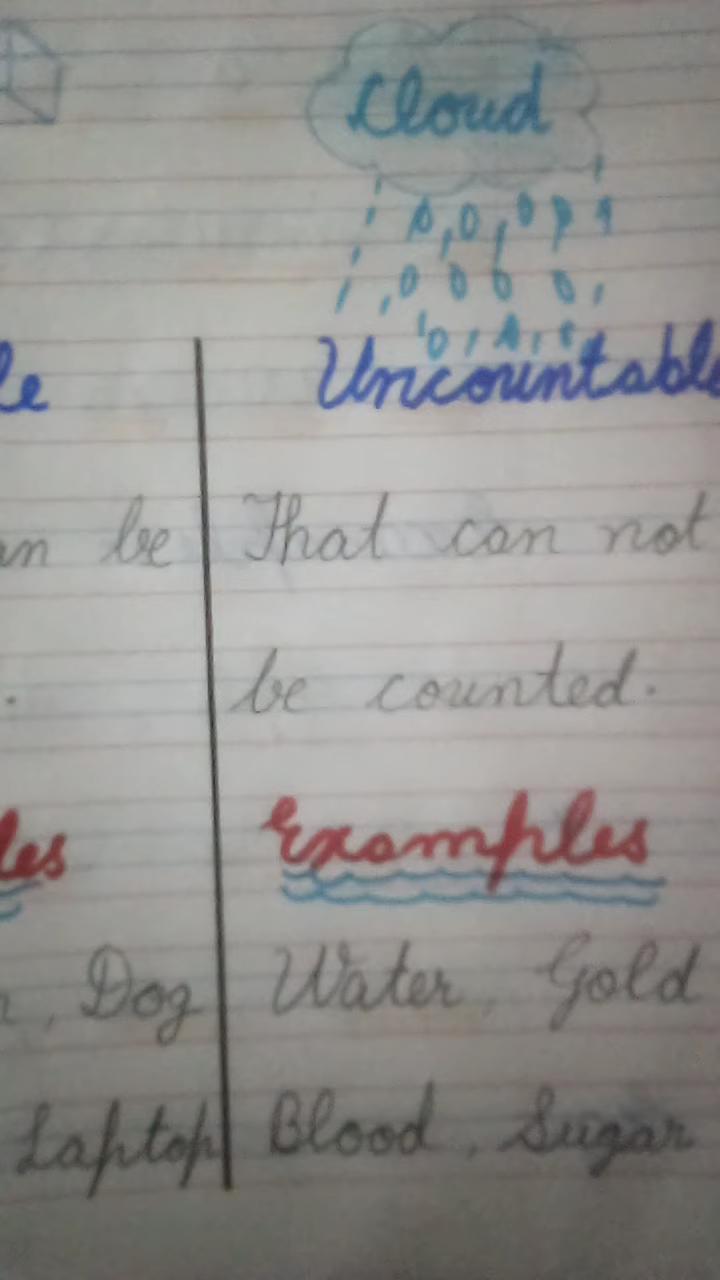 Cloud
le Uncountable
an be That can not
. be counted.
les Examples
, Dog Water, Gold
Laptop Blood, Sugar